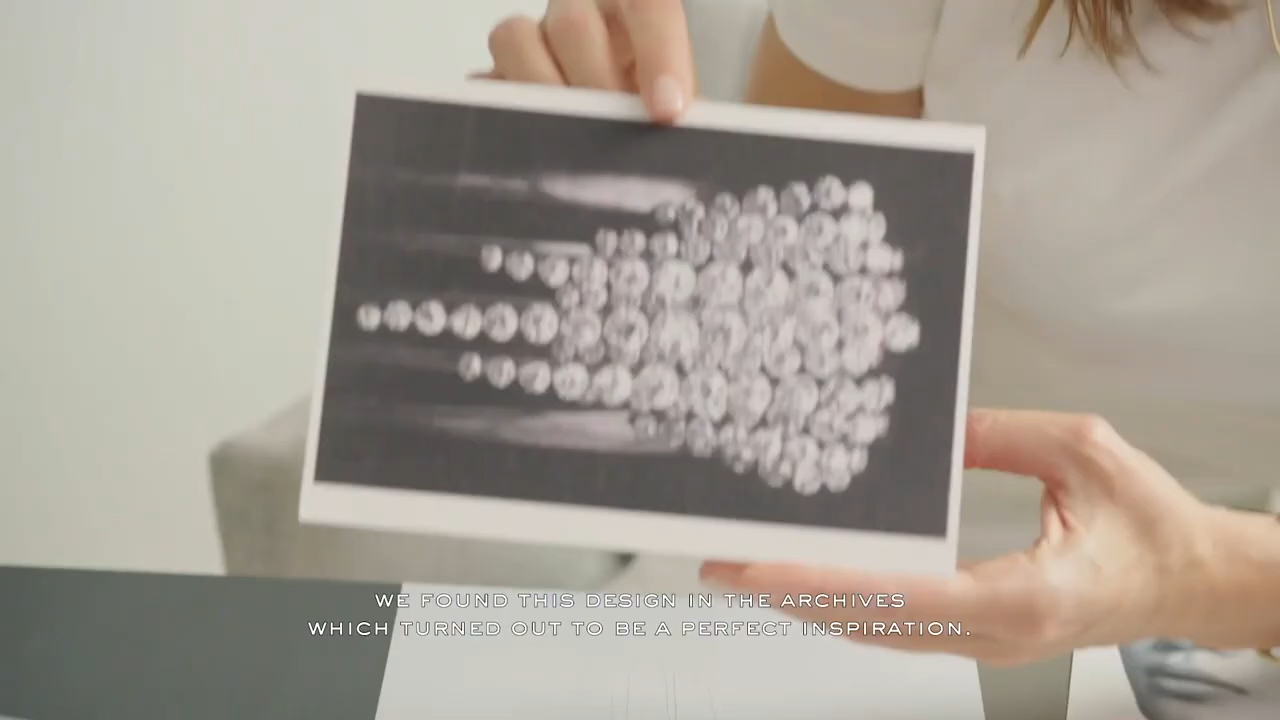 WE FOUND THIS DESIGN IN THE ARCHIVES
WHICH TURNED OUT TO BE A PERFECT INSPIRATION.